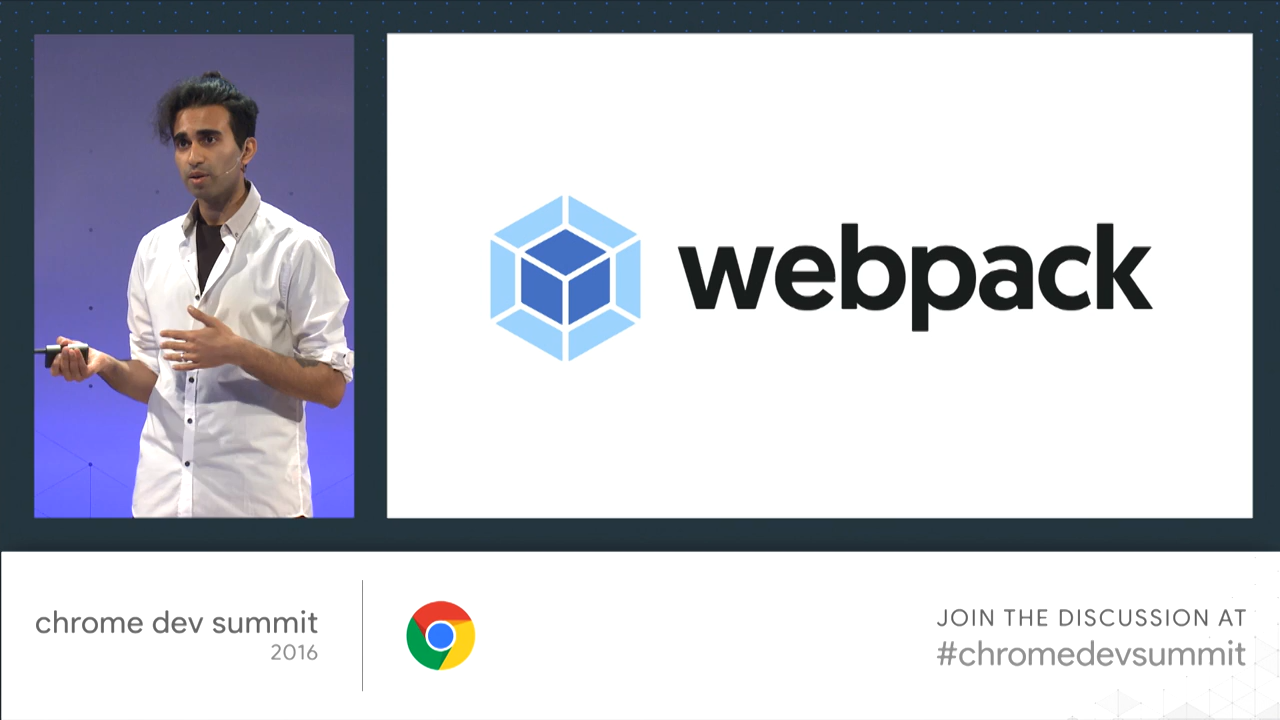 webpack
chrome dev summit
2016
JOIN THE DISCUSSION AT
#chromedevsummit